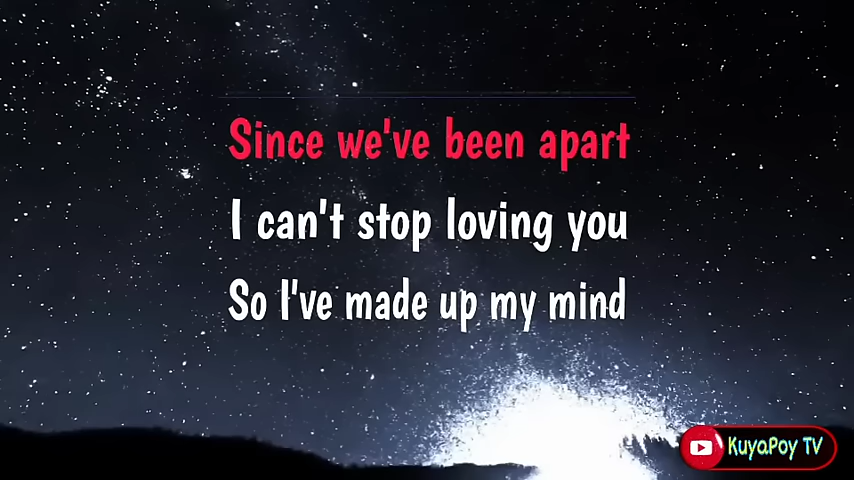 Since we've been apart
I can't stop loving you
So I've made up my mind
KuyaPoy TV